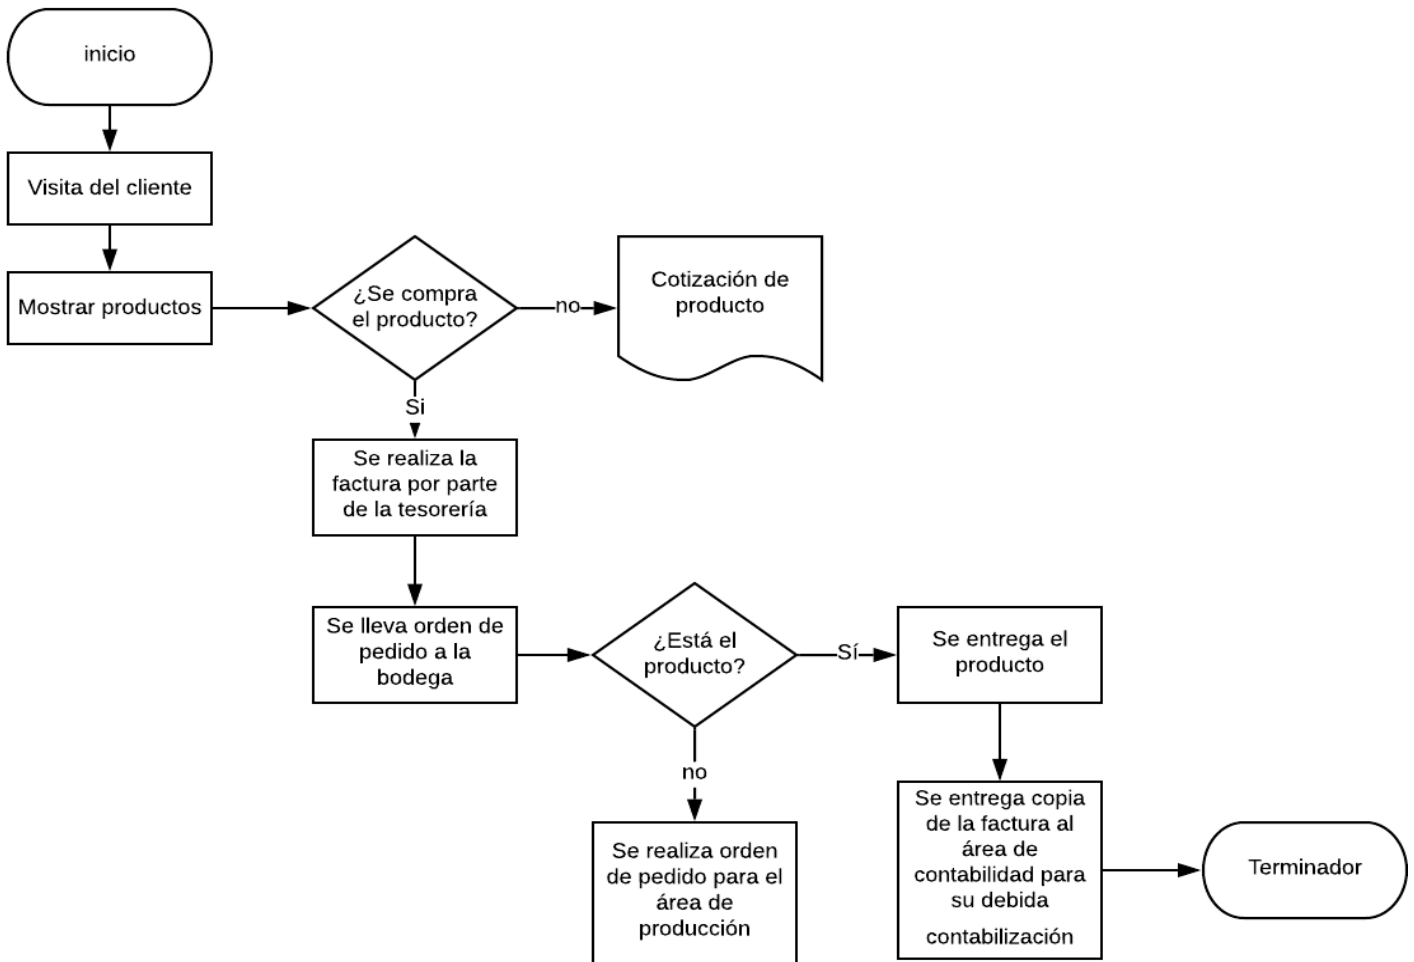 inicio
Visita del cliente
Mostrar productos
¿Se compra
el producto?
no
Cotización de
producto
Si
Se realiza la
factura por parte
de la tesorería
Se lleva orden de
pedido a la
bodega
¿Está el
producto?
Sí
Se entrega el
producto
no
Se realiza orden
de pedido para el
área de
producción
Se entrega copia
de la factura al
área de
contabilidad para
su debida
contabilización
Terminador